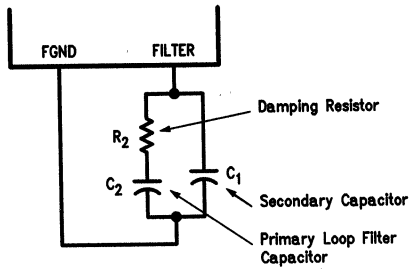 FGND FILTER
Damping Resistor
R2
C2
C1
Secondary Capacitor
Primary Loop Filter
Capacitor